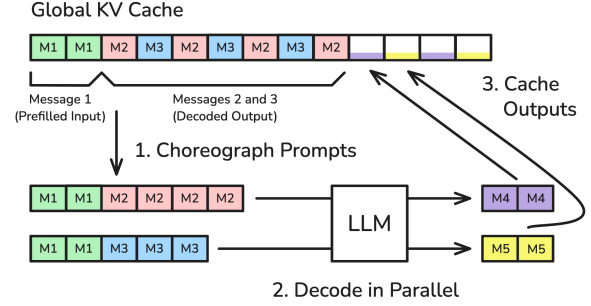 Global KV Cache
M1 M1 M2 M3 M2 M3 M2 M3 M2
Message 1
(Prefilled Input)
Messages 2 and 3
(Decoded Output)
3. Cache
Outputs
1. Choreograph Prompts
M1 M1 M2 M2 M2 M2
LLM
M4 M4
M1 M1 M3 M3 M3
M5 M5
2. Decode in Parallel